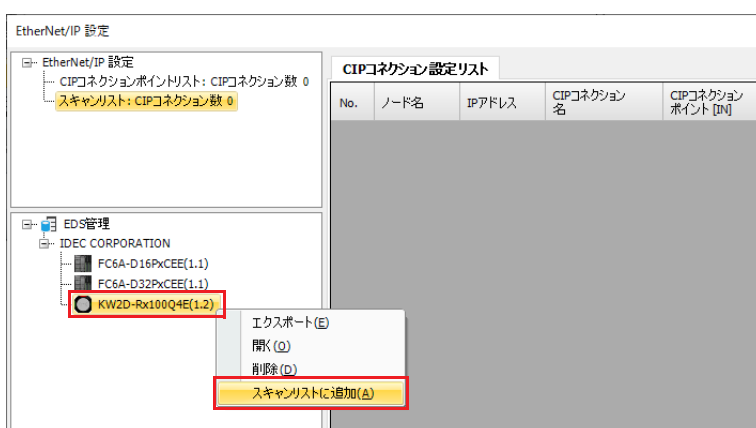 EtherNet/IP 設定
EtherNet/IP 設定
CIPコネクションポイントリスト: CIPコネクション数 0
スキャンリスト: CIPコネクション数 0
CIPコネクション設定リスト
No. ノード名 IPアドレス CIPコネクション名 CIPコネクションポイント [IN]
EDS管理
IDEC CORPORATION
FC6A-D16PxCEE(1.1)
FC6A-D32PxCEE(1.1)
KW2D-Rx100Q4E(1.2)
エクスポート(E)
開く(O)
削除(D)
スキャンリストに追加(A)